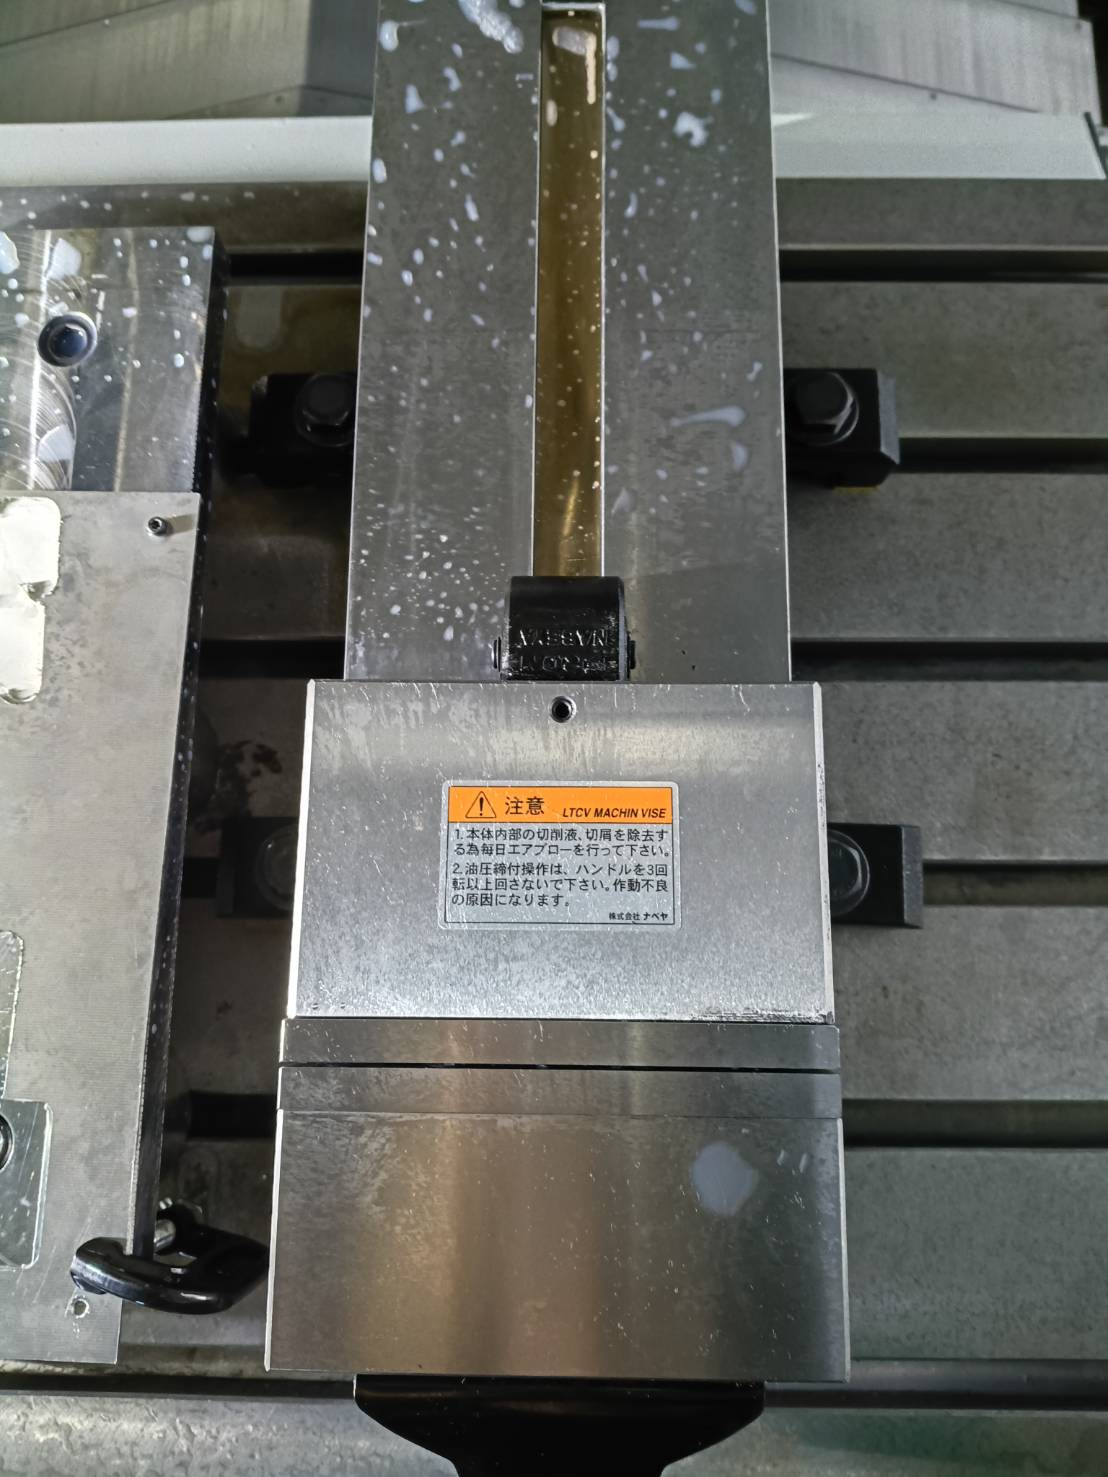 注意 LTCV MACHIN VISE
1.本体内部の切削液、切屑を除去す
る為毎日エアブローを行って下さい。
2.油圧締付操作は、ハンドルを3回
転以上回さないで下さい。作動不良
の原因になります。
株式会社 ナベヤ